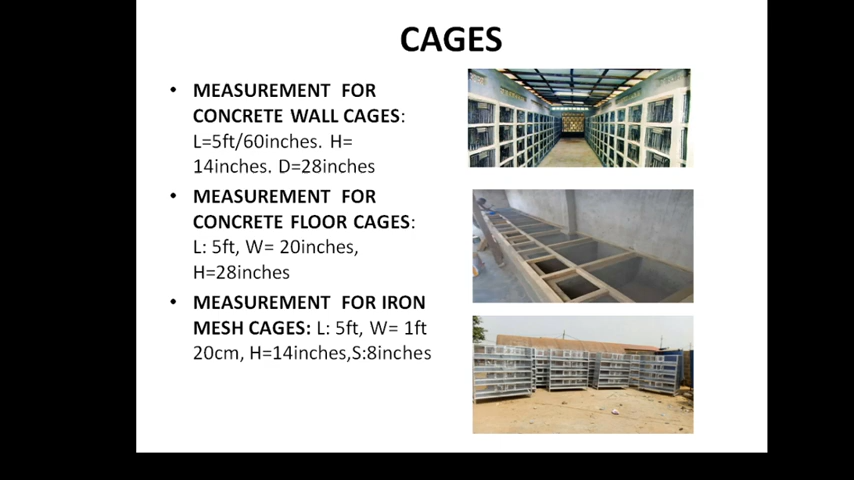 CAGES
• MEASUREMENT FOR
CONCRETE WALL CAGES:
L=5ft/60inches. H=
14inches. D=28inches
• MEASUREMENT FOR
CONCRETE FLOOR CAGES:
L: 5ft, W= 20inches,
H=28inches
• MEASUREMENT FOR IRON
MESH CAGES: L: 5ft, W= 1ft
20cm, H=14inches,S:8inches